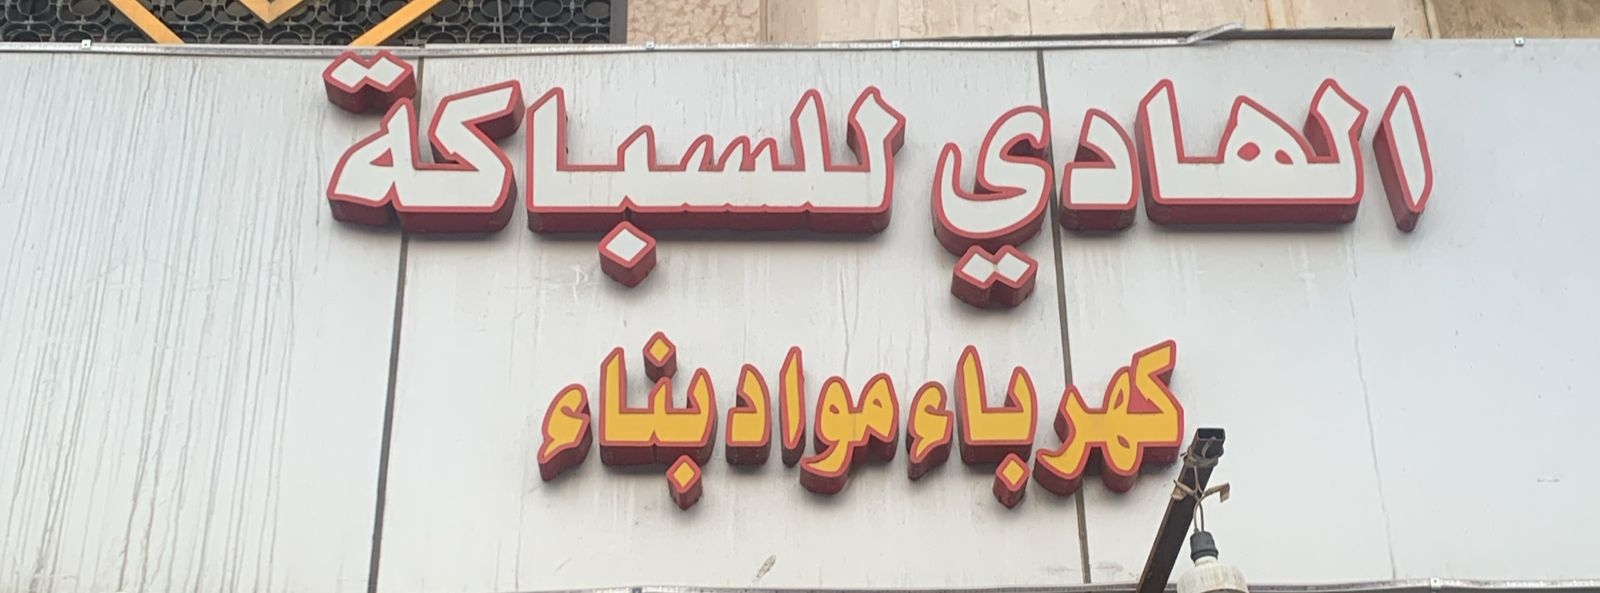 الهادي للسباكة
كهرباء مواد بناء